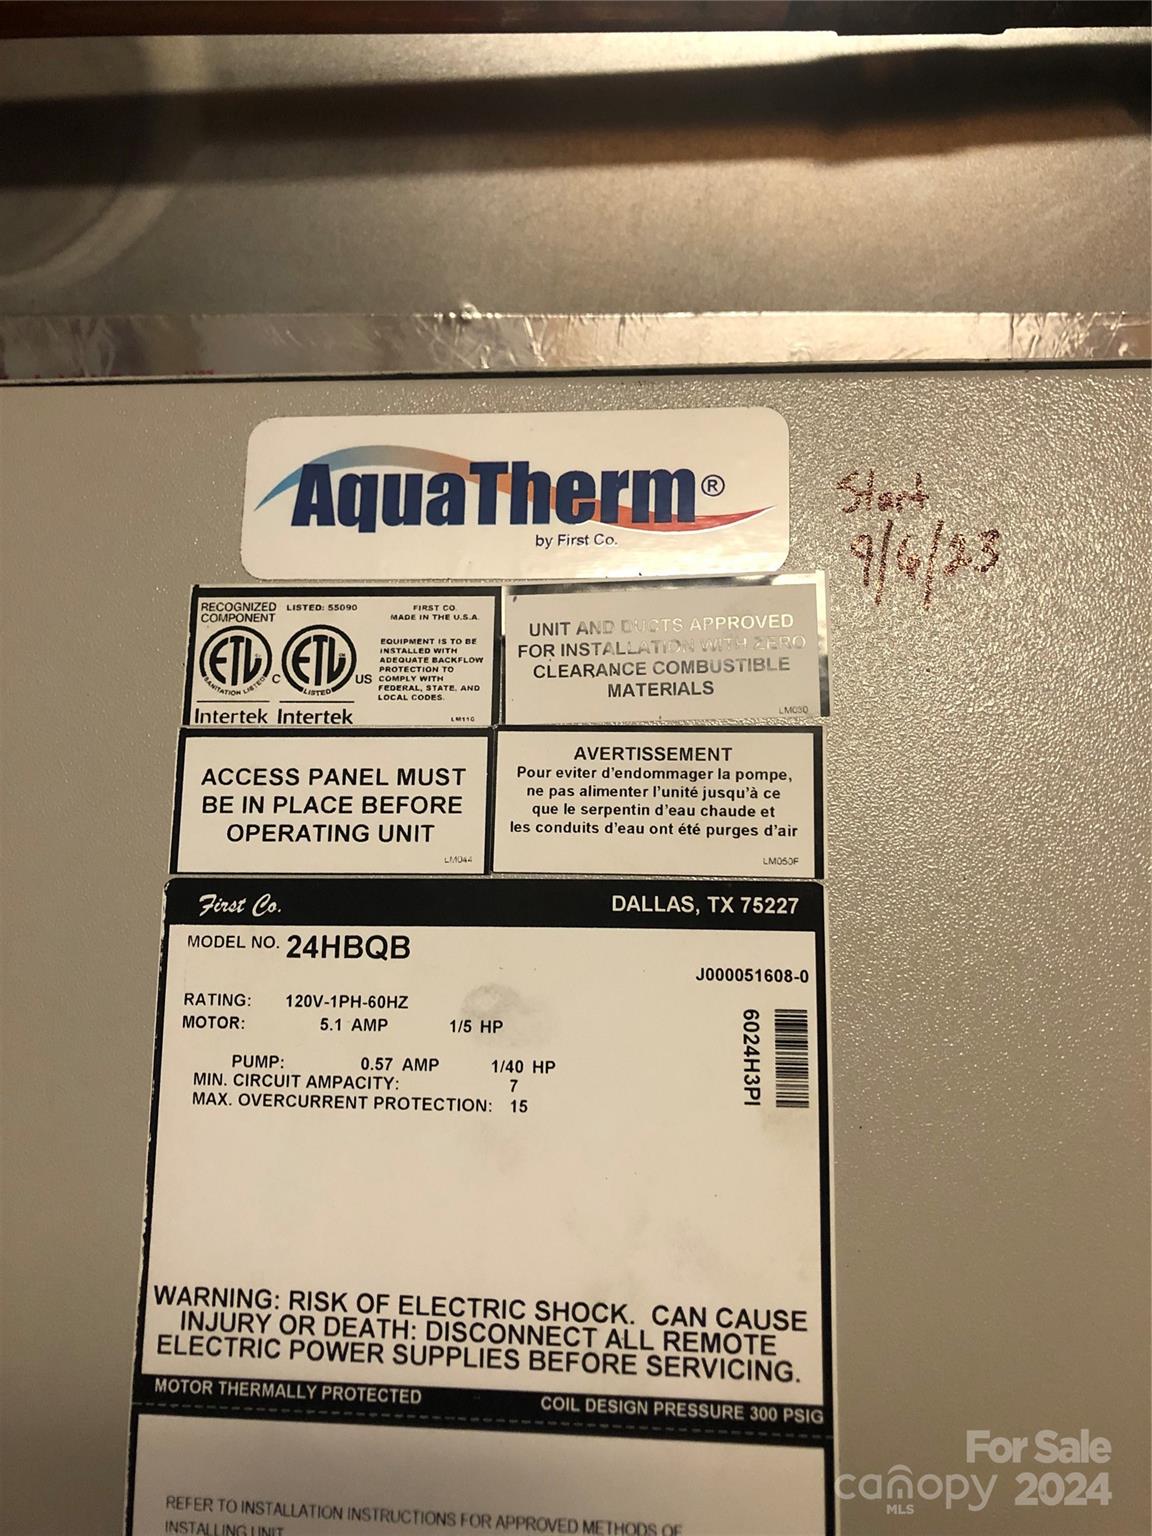 AquaTherm®
by First Co.
Start
9/6/23
RECOGNIZED COMPONENT
LISTED: 55090
ETL
SANITATION LISTED
Intertek
C ETL US
LISTED
Intertek
FIRST CO.
MADE IN THE U.S.A.
EQUIPMENT IS TO BE
INSTALLED WITH
ADEQUATE BACKFLOW
PROTECTION TO
COMPLY WITH
FEDERAL, STATE, AND
LOCAL CODES.
LM11G
UNIT AND DUCTS APPROVED
FOR INSTALLATION WITH ZERO
CLEARANCE COMBUSTIBLE
MATERIALS
LM030
ACCESS PANEL MUST
BE IN PLACE BEFORE
OPERATING UNIT
LM044
AVERTISSEMENT
Pour eviter d'endommager la pompe,
ne pas alimenter l'unité jusqu'à ce
que le serpentin d'eau chaude et
les conduits d'eau ont été purges d'air
LM050F
First Co. DALLAS, TX 75227
MODEL NO. 24HBQB
J000051608-0
RATING: 120V-1PH-60HZ
MOTOR: 5.1 AMP 1/5 HP
PUMP: 0.57 AMP 1/40 HP
MIN. CIRCUIT AMPACITY: 7
MAX. OVERCURRENT PROTECTION: 15
6024H3PI
WARNING: RISK OF ELECTRIC SHOCK. CAN CAUSE
INJURY OR DEATH: DISCONNECT ALL REMOTE
ELECTRIC POWER SUPPLIES BEFORE SERVICING.
MOTOR THERMALLY PROTECTED COIL DESIGN PRESSURE 300 PSIG
REFER TO INSTALLATION INSTRUCTIONS FOR APPROVED METHODS OF
INSTALLING UNIT
For Sale
canopy 2024
MLS